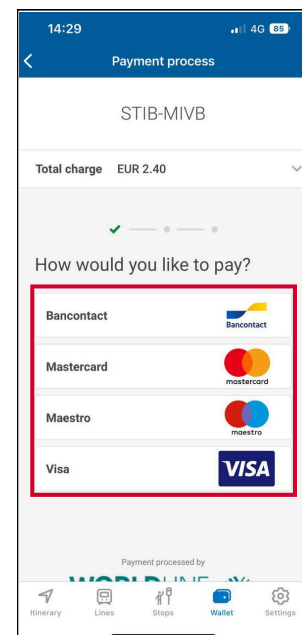 14:29 4G 85
Payment process
STIB-MIVB
Total charge EUR 2.40
How would you like to pay?
Bancontact Bancontact
Mastercard mastercard
Maestro maestro
Visa VISA
Payment processed by
WORLDLINE
Itinerary Lines Stops Wallet Settings